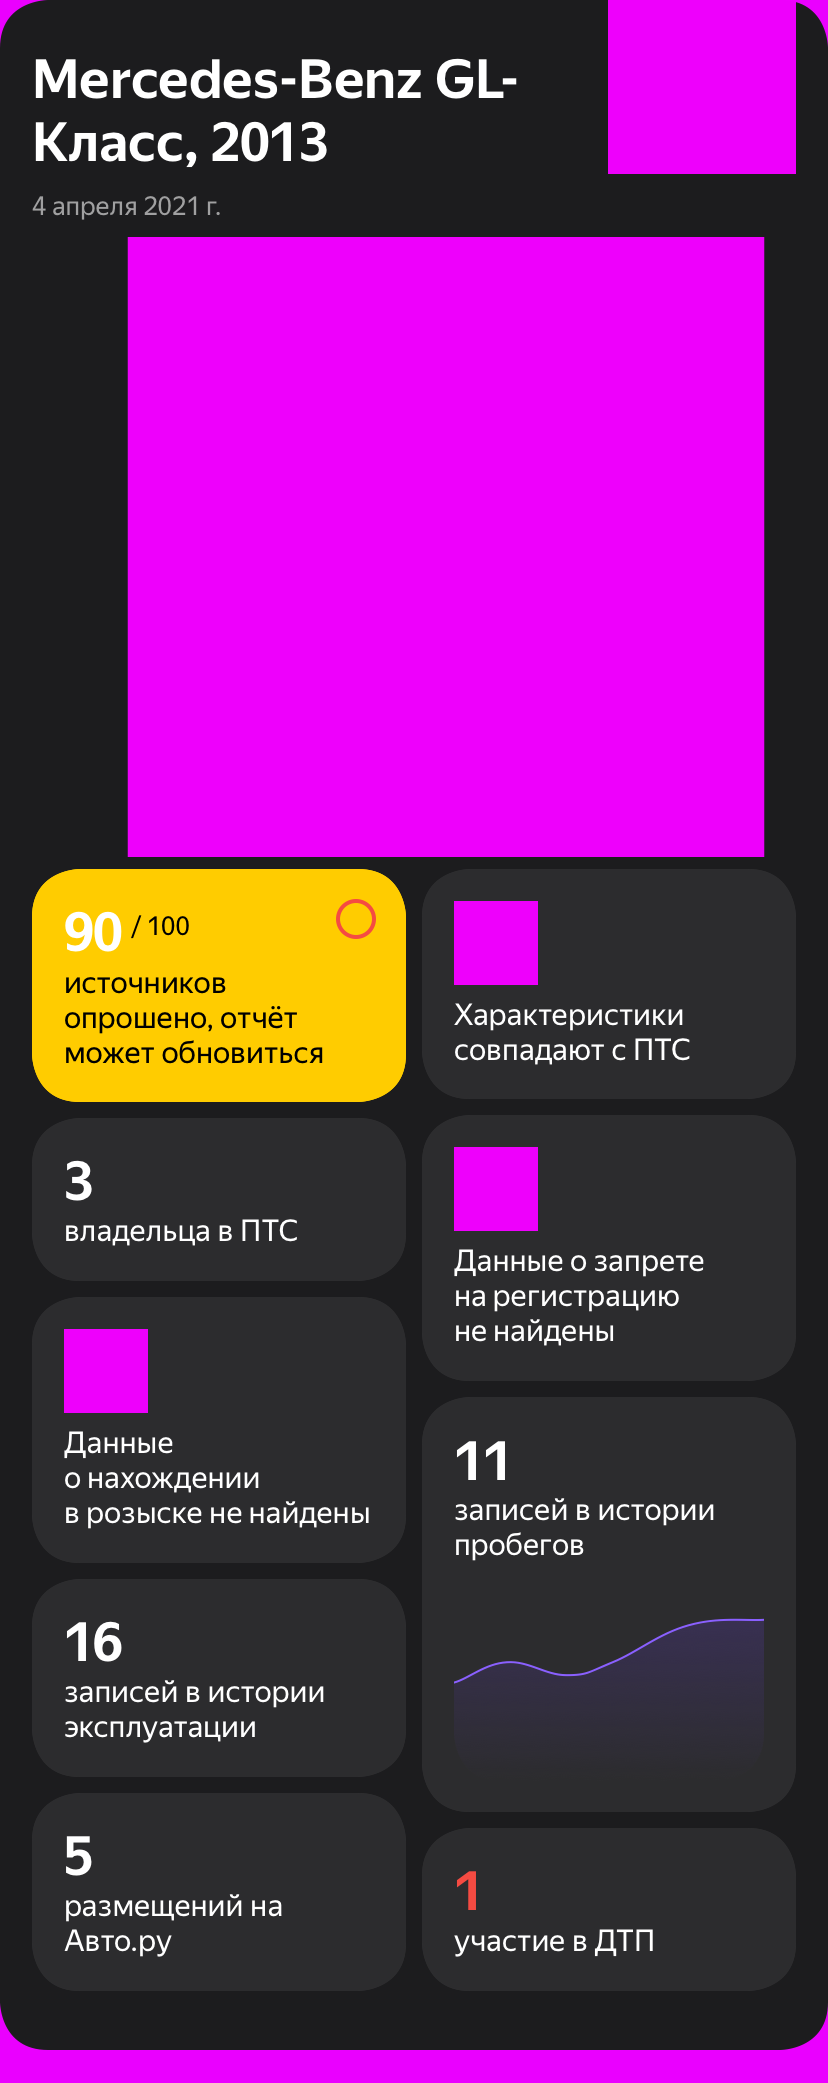 Mercedes-Benz GL-
Класс, 2013
4 апреля 2021 г.
90 / 100
источников
опрошено, отчёт
может обновиться
Характеристики
совпадают с ПТС
3
владельца в ПТС
Данные о запрете
на регистрацию
не найдены
Данные
о нахождении
в розыске не найдены
11
записей в истории
пробегов
16
записей в истории
эксплуатации
5
размещений на
Авто.ру
1
участие в ДТП